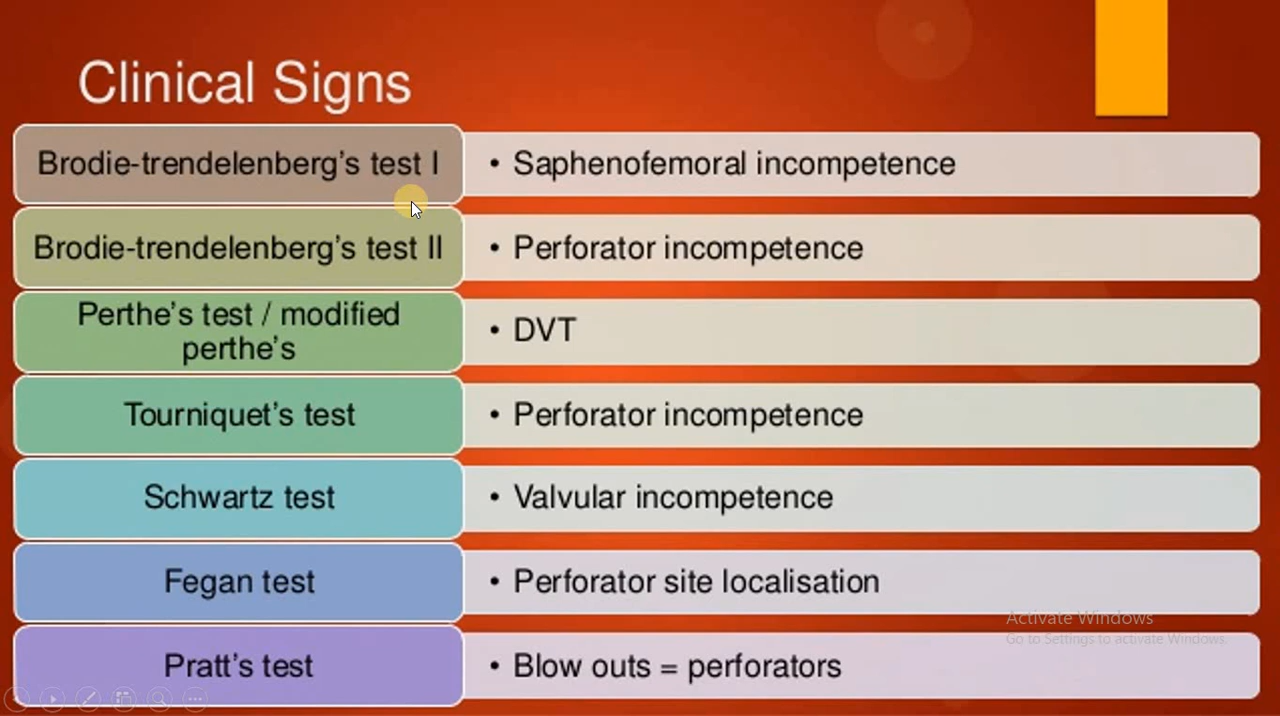 Clinical Signs
Brodie-trendelenberg's test I
• Saphenofemoral incompetence
Brodie-trendelenberg's test II
• Perforator incompetence
Perthe's test / modified
perthe's
• DVT
Tourniquet's test
• Perforator incompetence
Schwartz test
• Valvular incompetence
Fegan test
• Perforator site localisation
Activate Windows
Go to Settings to activate Windows.
Pratt's test
• Blow outs = perforators